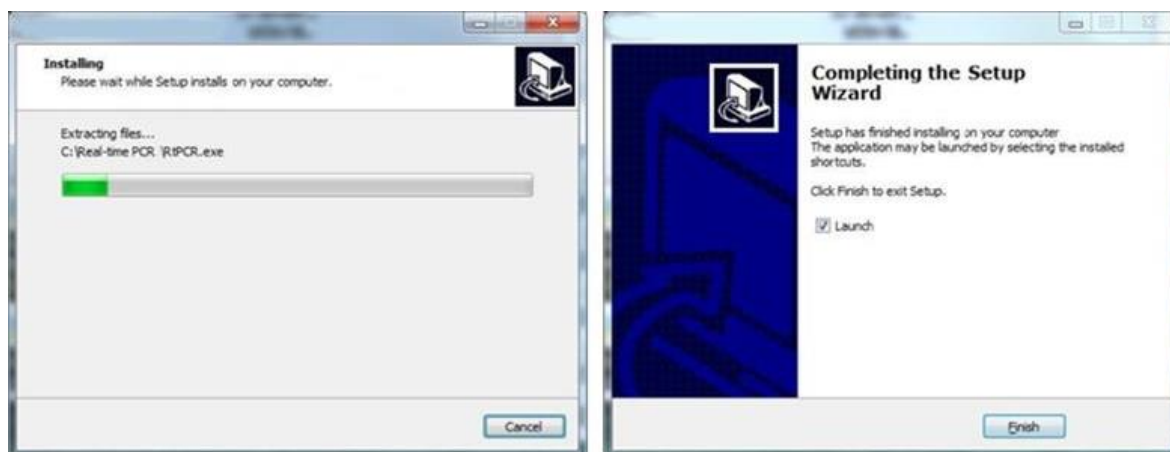 Installing
Please wait while Setup installs on your computer.
Extracting files...
C:\Real-time PCR \RtPCR.exe
Cancel
Completing the Setup
Wizard
Setup has finished installing on your computer
The application may be launched by selecting the installed
shortcuts.
Click Finish to exit Setup.
Launch
Finish